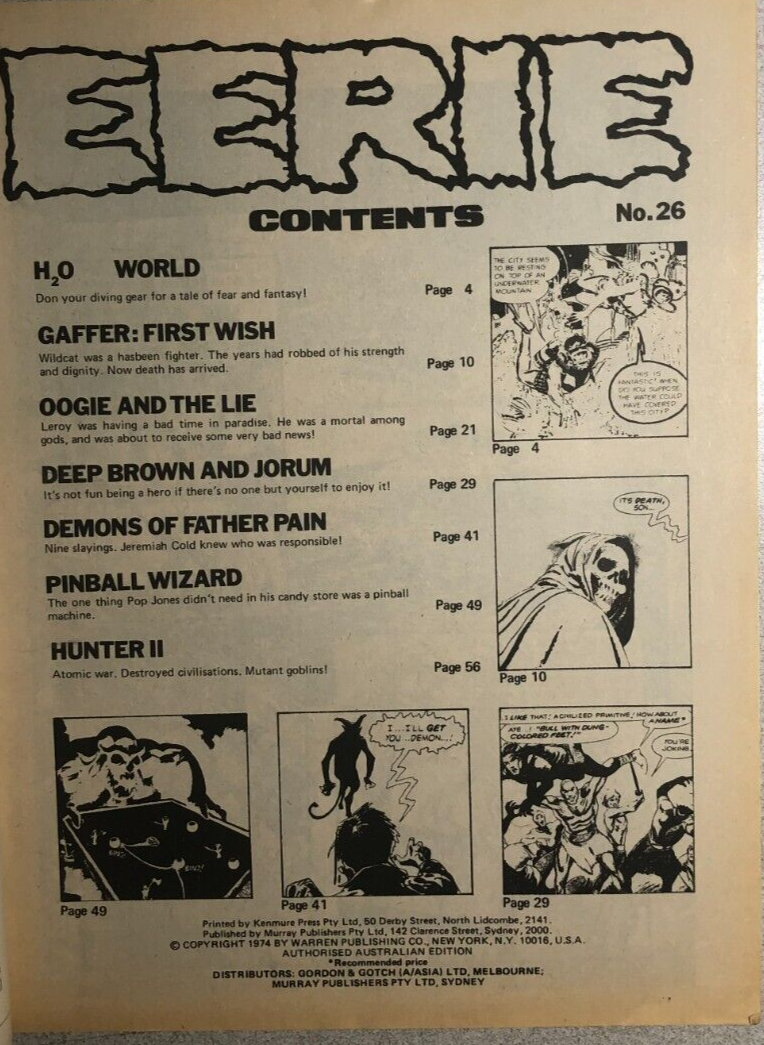 EERIE
CONTENTS
No.26
H2O WORLD
Don your diving gear for a tale of fear and fantasy!
Page 4
GAFFER: FIRST WISH
Wildcat was a hasbeen fighter. The years had robbed of his strength
and dignity. Now death has arrived.
Page 10
OOGIE AND THE LIE
Leroy was having a bad time in paradise. He was a mortal among
gods, and was about to receive some very bad news!
Page 21
DEEP BROWN AND JORUM
It's not fun being a hero if there's no one but yourself to enjoy it!
Page 29
DEMONS OF FATHER PAIN
Nine slayings. Jeremiah Cold knew who was responsible!
Page 41
PINBALL WIZARD
The one thing Pop Jones didn't need in his candy store was a pinball
machine.
Page 49
HUNTER II
Atomic war. Destroyed civilisations. Mutant goblins!
Page 56
THE CITY SEEMS
TO BE RESTING
ON TOP OF AN
UNDERWATER
MOUNTAIN
THIS IS
FANTASTIC! WHEN
DO YOU SUPPOSE
THE WATER COULD
HAVE COVERED
THIS CITY?
Page 4
IT'S DEATH,
SON...
Page 10
Page 49
I...I'LL GET
YOU...DEMON...!
Page 41
I LIKE THAT! A CIVILIZED PRIMITIVE! HOW ABOUT
A NAME?
AYE..! "BULL WITH DUNG-
COLORED FEET!"
YOU'RE
JOKING.
Page 29
Printed by Kenmure Press Pty Ltd, 50 Derby Street, North Lidcombe, 2141.
Published by Murray Publishers Pty Ltd, 142 Clarence Street, Sydney, 2000.
© COPYRIGHT 1974 BY WARREN PUBLISHING CO., NEW YORK, N.Y. 10016, U.S.A.
AUTHORISED AUSTRALIAN EDITION
*Recommended price
DISTRIBUTORS: GORDON & GOTCH (A/ASIA) LTD, MELBOURNE;
MURRAY PUBLISHERS PTY LTD, SYDNEY